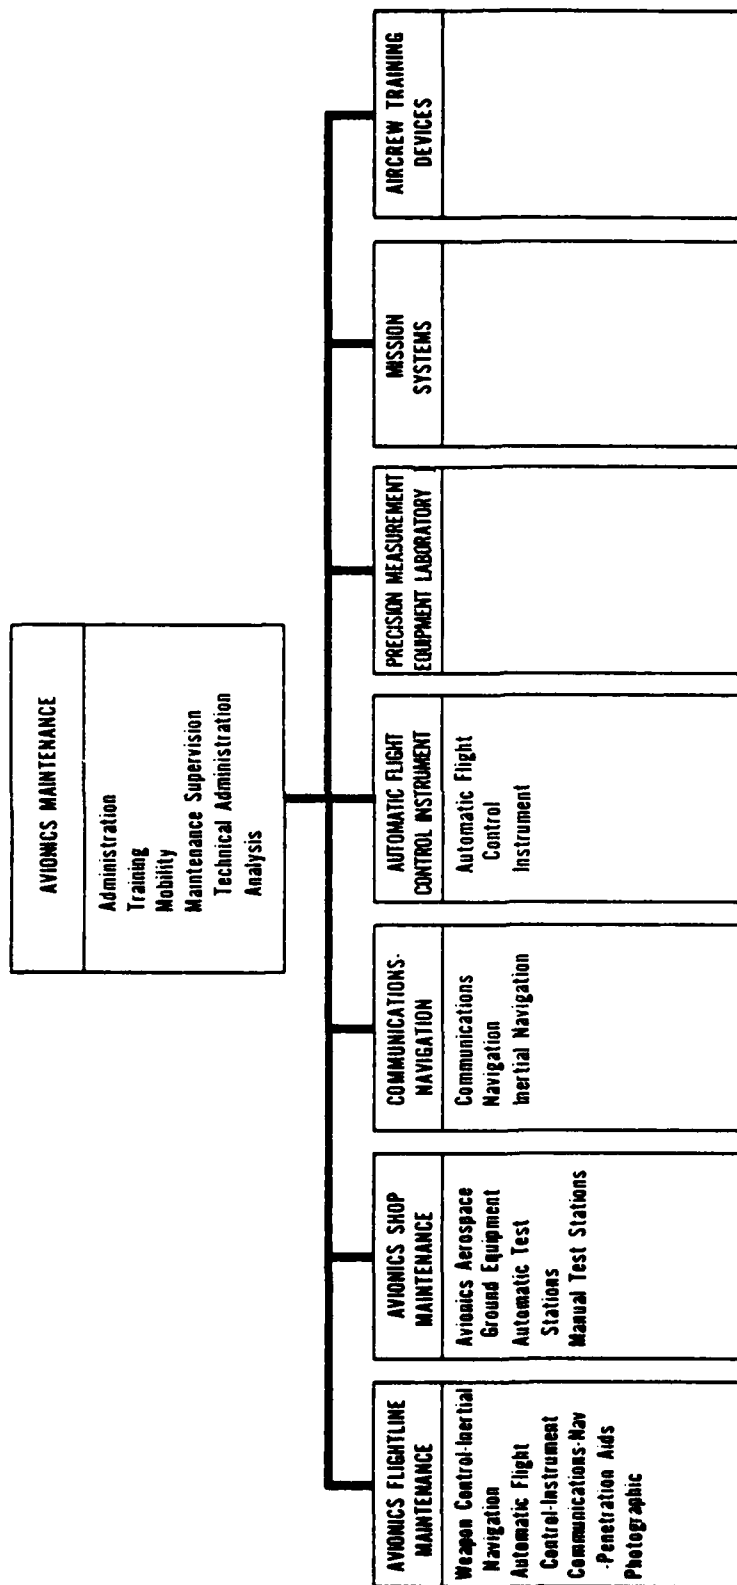 AVIONICS MAINTENANCE
Administration
Training
Mobility
Maintenance Supervision
Technical Administration
Analysis
AVIONICS FLIGHTLINE
MAINTENANCE
Weapon Control-Inertial
Navigation
Automatic Flight
Control-Instrument
Communications-Nav
-Penetration Aids
Photographic
AVIONICS SHOP
MAINTENANCE
Avionics Aerospace
Ground Equipment
Automatic Test
Stations
Manual Test Stations
COMMUNICATIONS-
NAVIGATION
Communications
Navigation
Inertial Navigation
AUTOMATIC FLIGHT
CONTROL INSTRUMENT
Automatic Flight
Control
Instrument
PRECISION MEASUREMENT
EQUIPMENT LABORATORY
MISSION
SYSTEMS
AIRCREW TRAINING
DEVICES